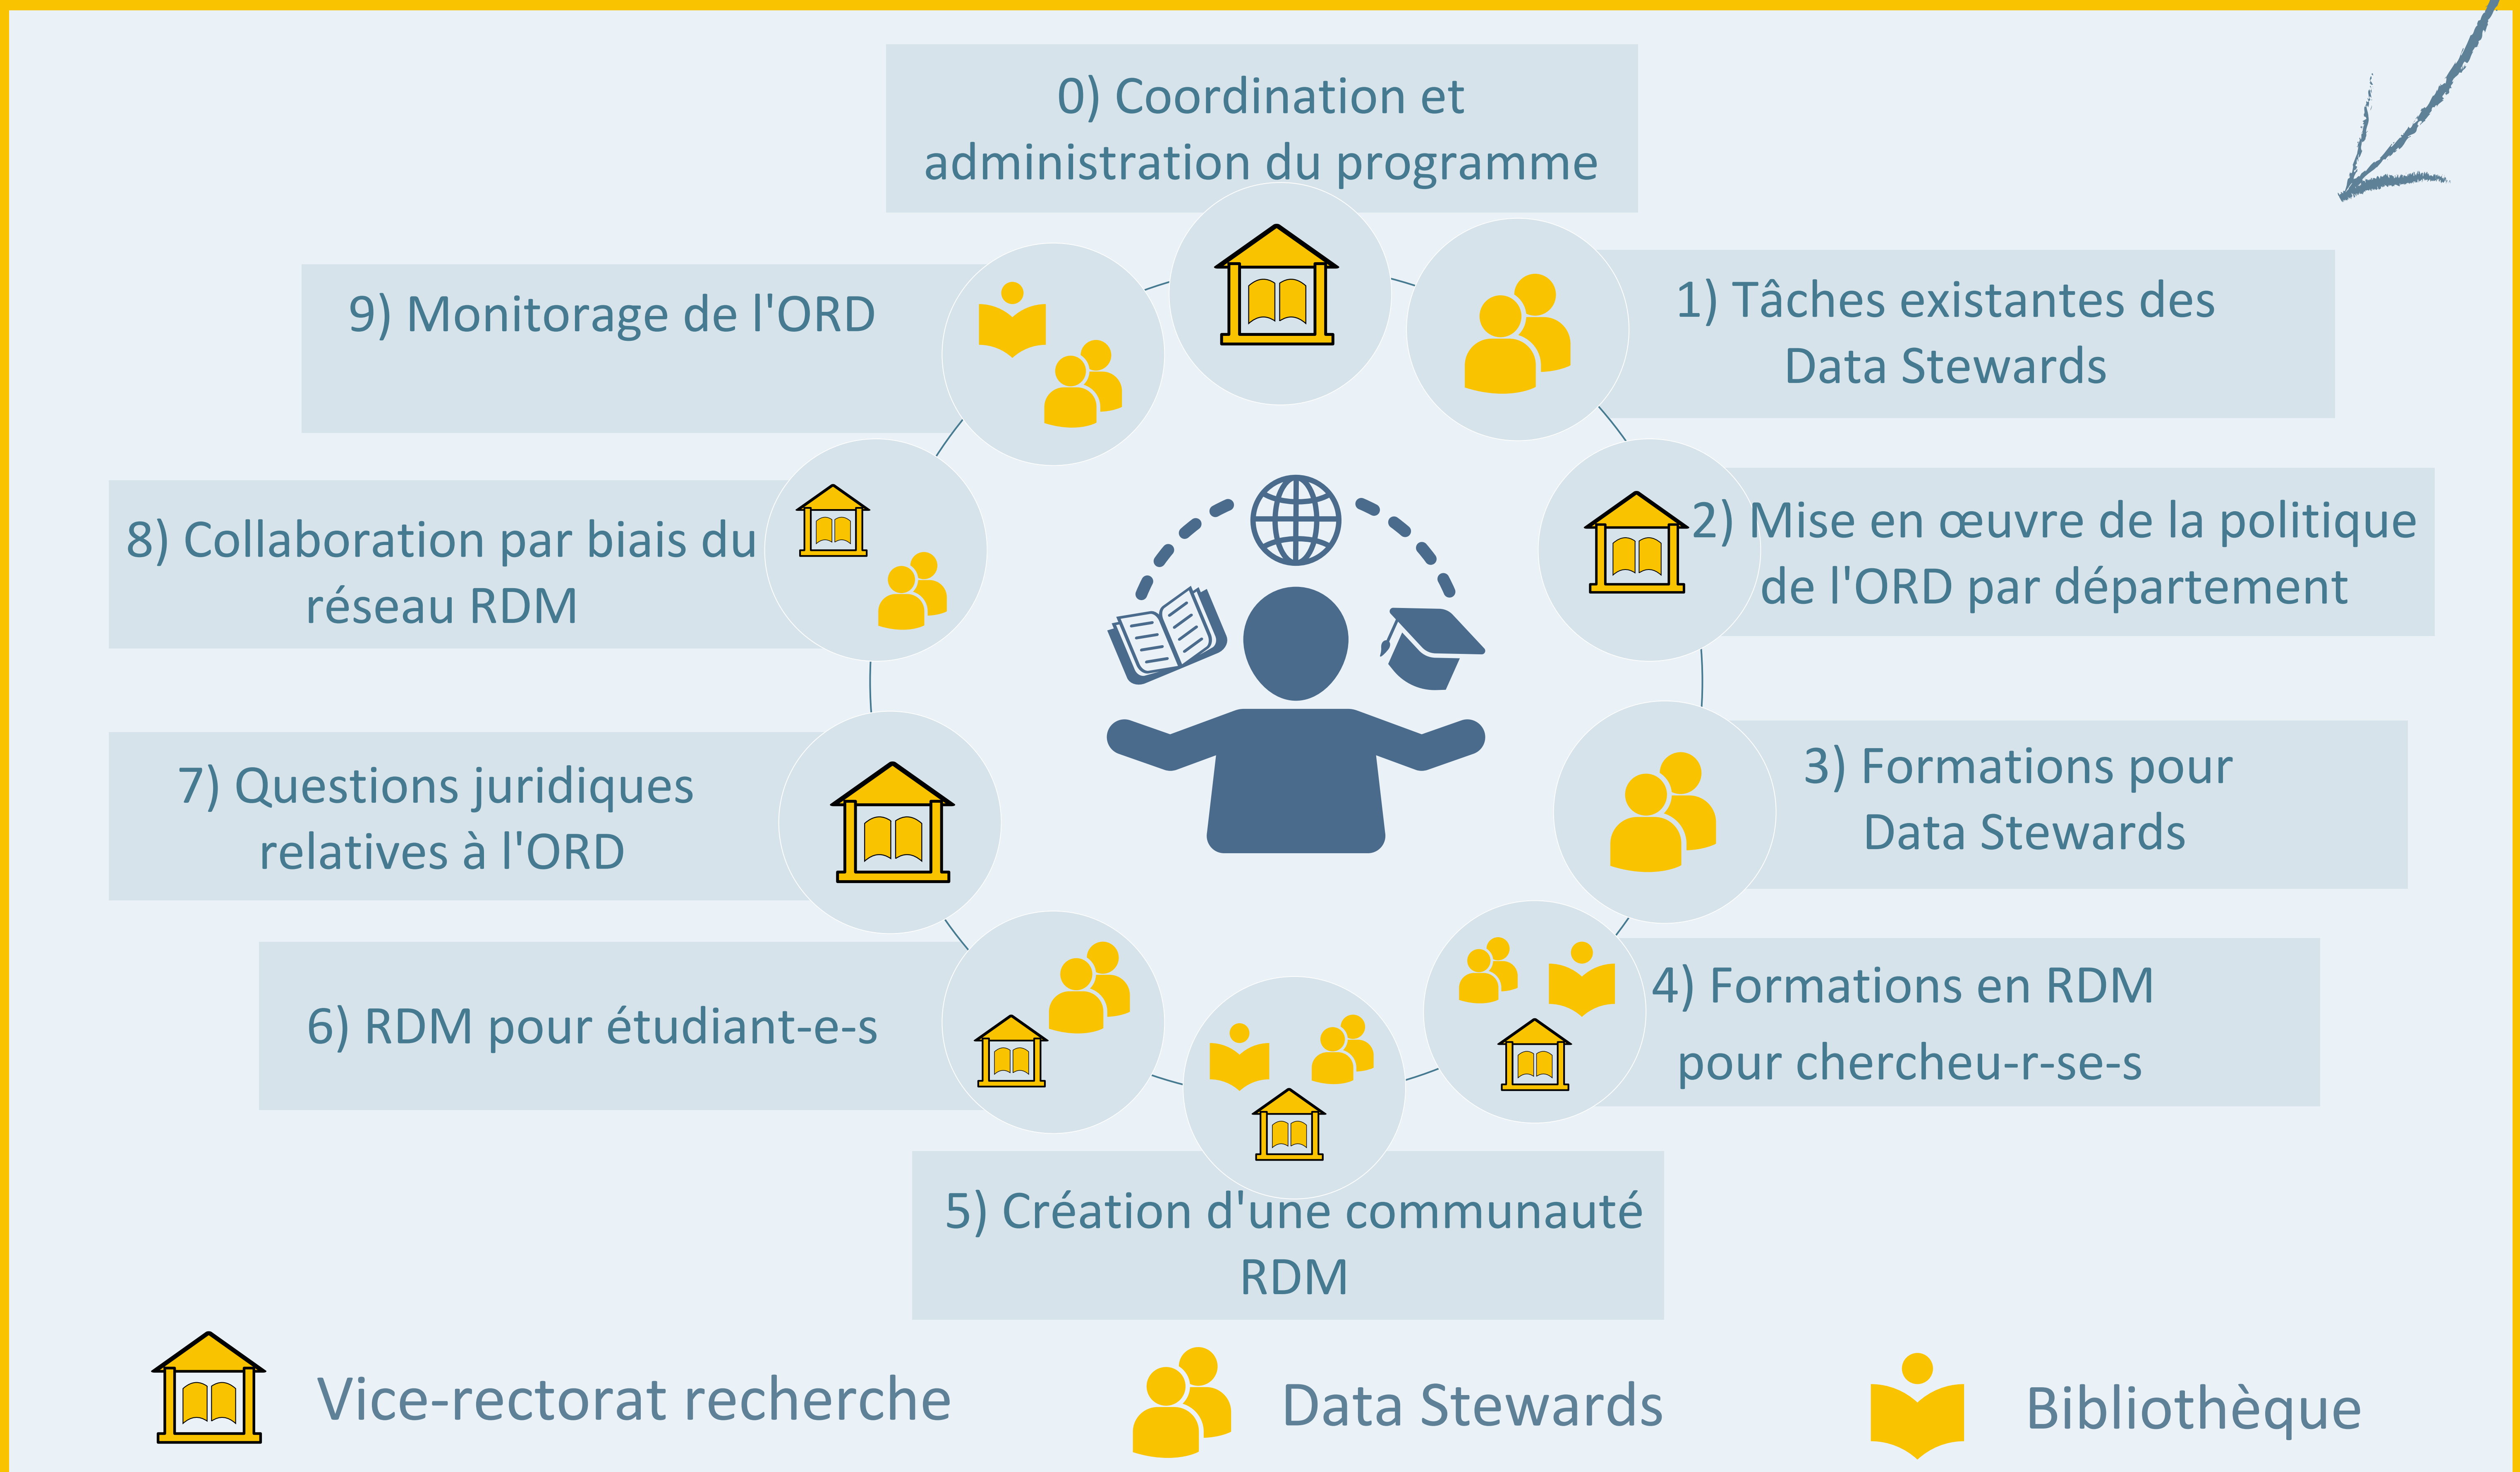 0) Coordination et
administration du programme
1) Tâches existantes des
Data Stewards
2) Mise en œuvre de la politique
de l'ORD par département
3) Formations pour
Data Stewards
4) Formations en RDM
pour chercheu-r-se-s
5) Création d'une communauté
RDM
6) RDM pour étudiant-e-s
7) Questions juridiques
relatives à l'ORD
8) Collaboration par biais du
réseau RDM
9) Monitorage de l'ORD
Vice-rectorat recherche
Data Stewards
Bibliothèque